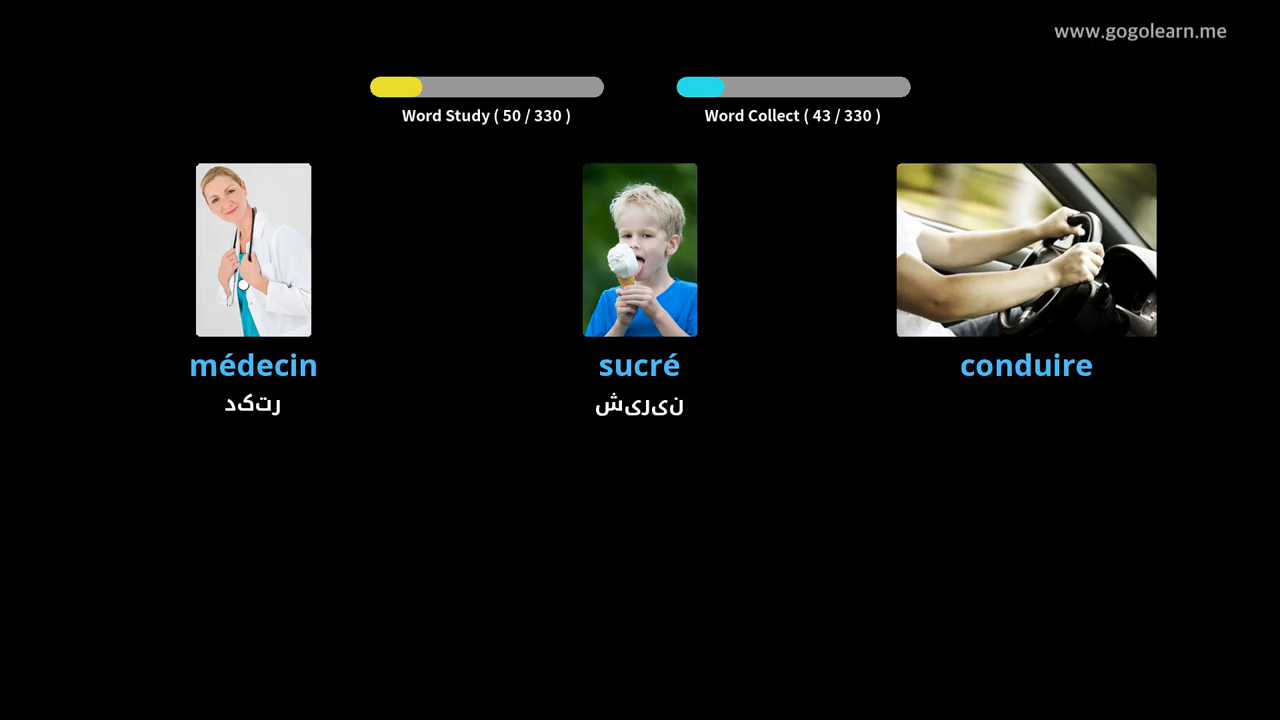 www.gogolearn.me
Word Study ( 50 / 330 )
Word Collect ( 43 / 330 )
médecin
رتکد
sucré
نیریش
conduire